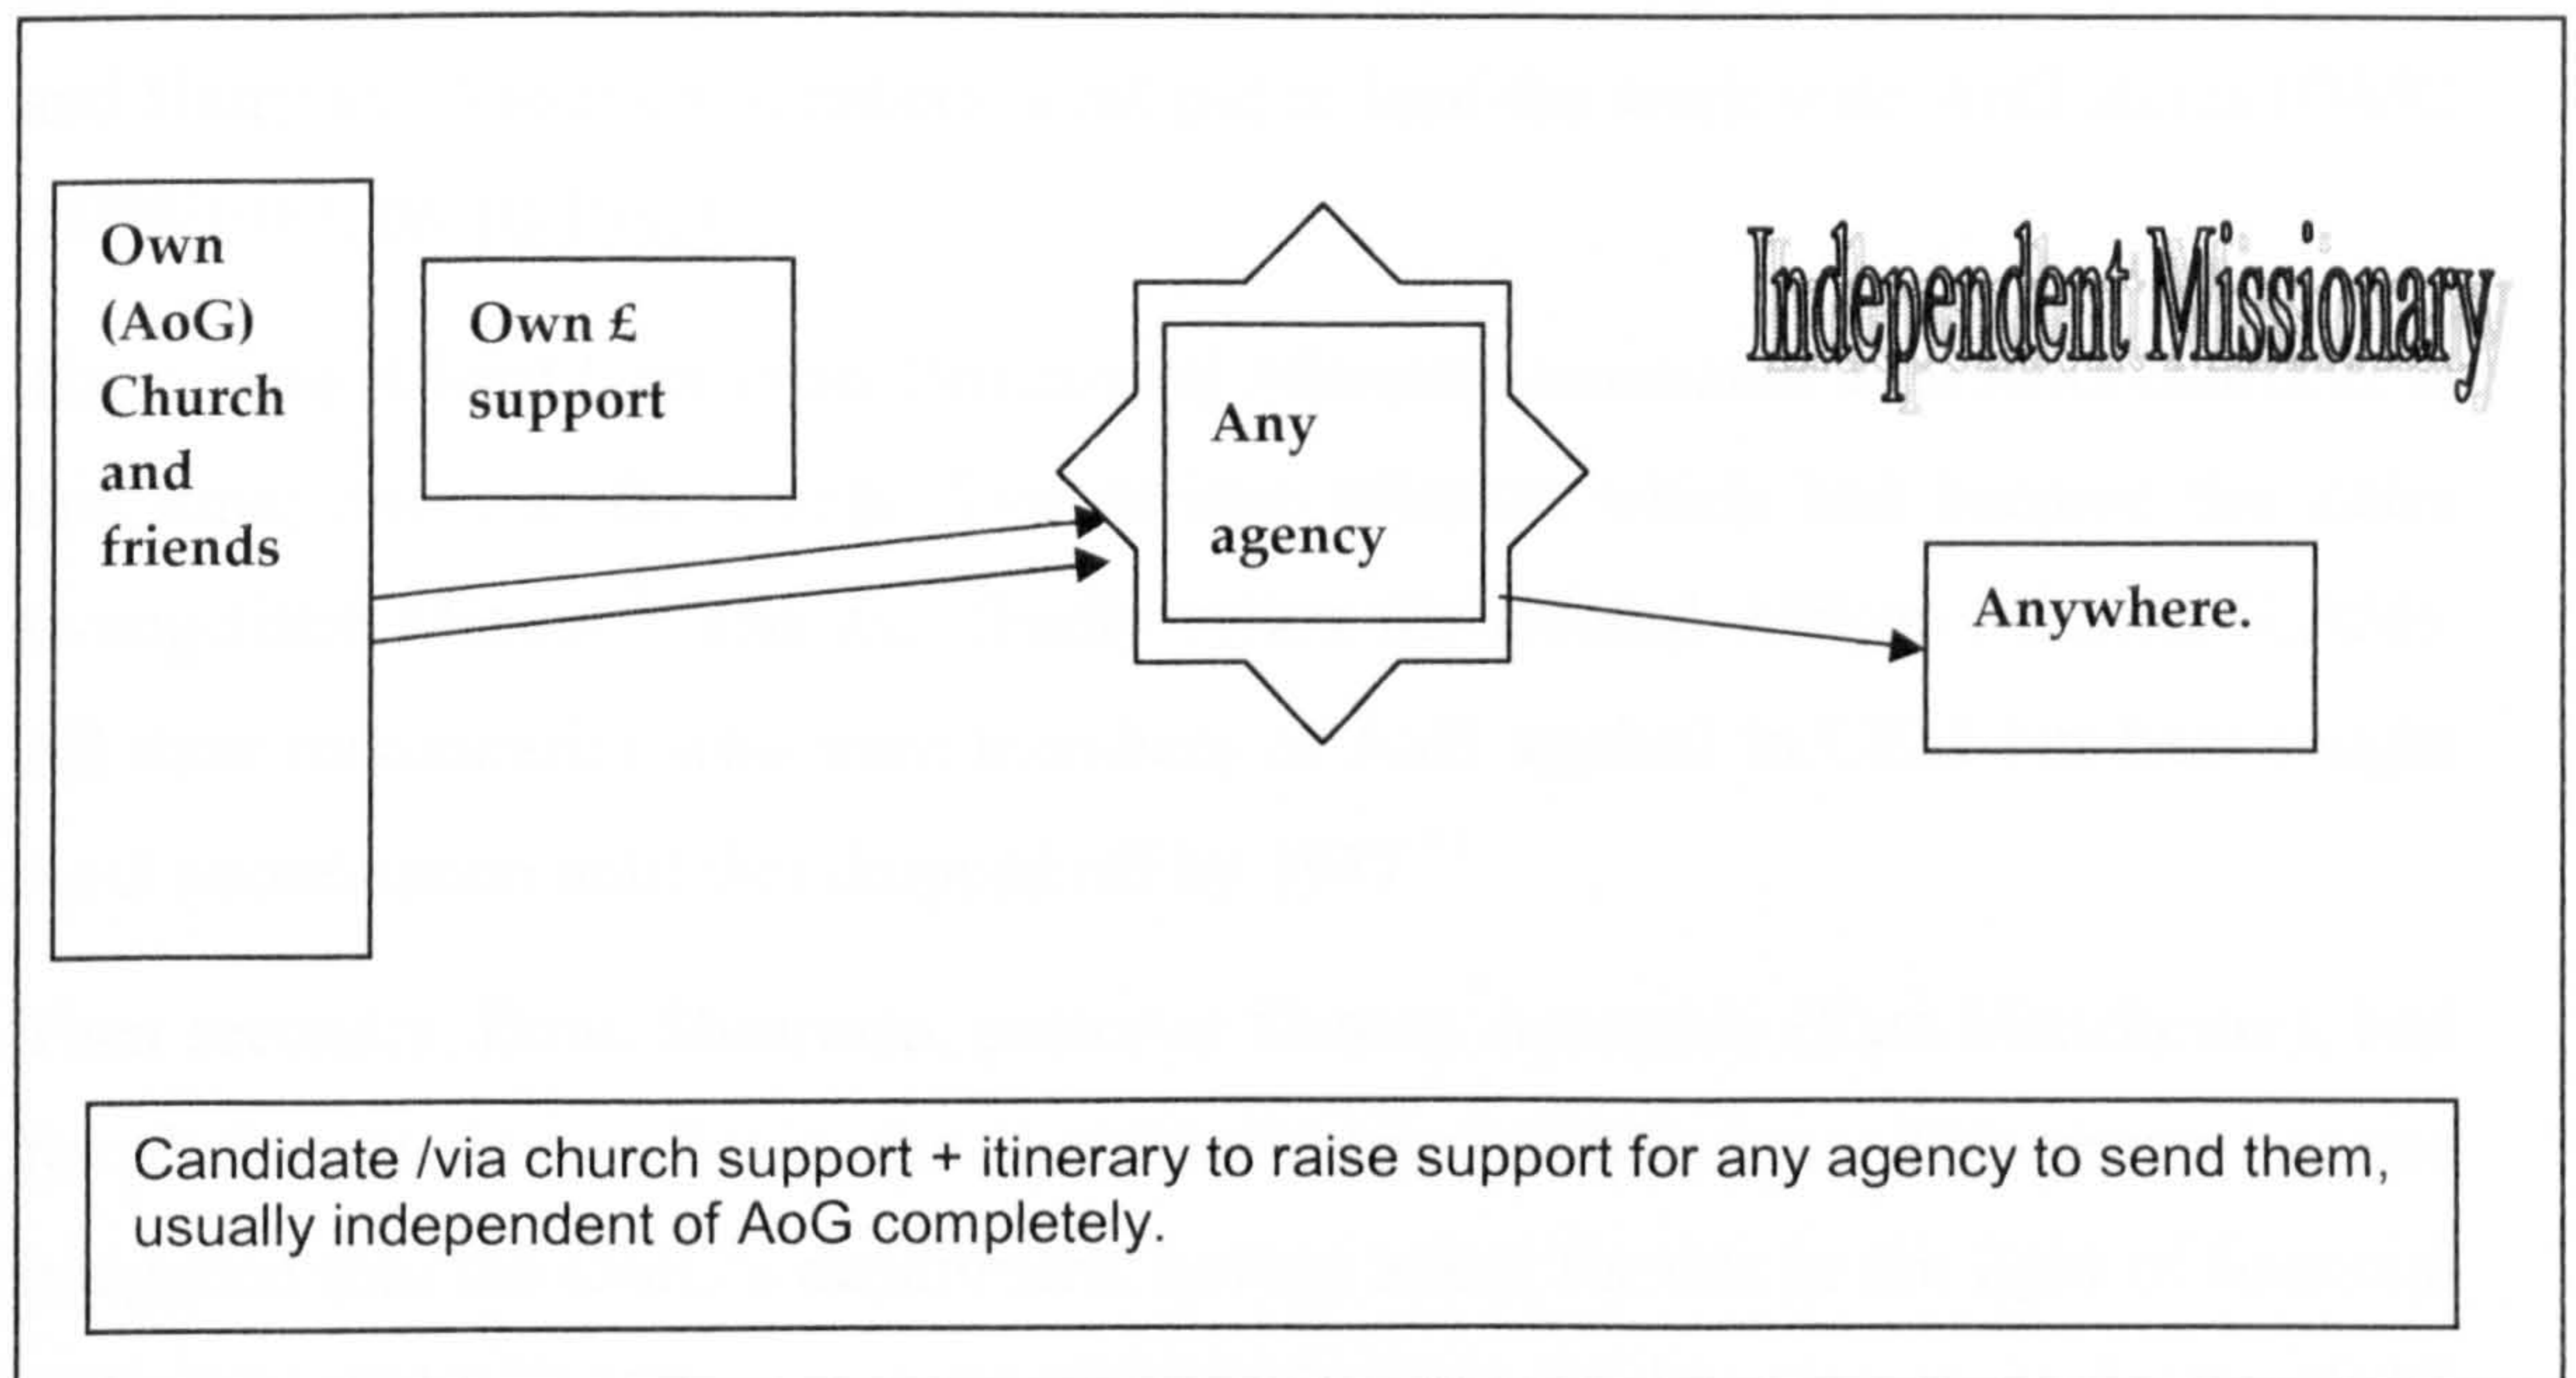 Own
(AoG)
Church
and
friends
Own £
support
Any
agency
Independent Missionary
Anywhere.
Candidate /via church support + itinerary to raise support for any agency to send them,
usually independent of AoG completely.